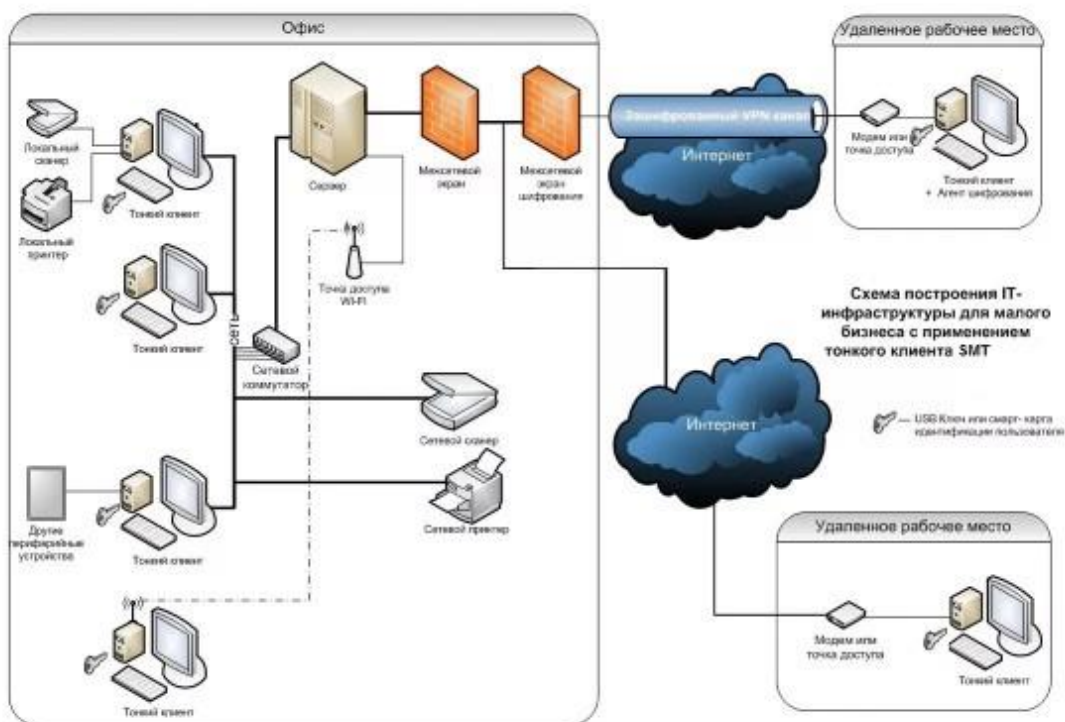 Офис
Удаленное рабочее место
Локальный
сканер
Локальный
принтер
Тонкий клиент
Сервер
Межсетевой
экран
Межсетевой
экран
шифрования
Зашифрованный VPN канал
Интернет
Модем или
точка доступа
Тонкий клиент
+ Агент шифрования
Точка доступа
WI-FI
Тонкий клиент
сеть
Сетевой
коммутатор
Схема построения IT-
инфраструктуры для малого
бизнеса с применением
тонкого клиента SMT
USB Ключ или смарт- карта
идентификации пользователя
Сетевой сканер
Интернет
Другие
периферийные
устройства
Тонкий клиент
Сетевой принтер
Удаленное рабочее место
Модем или
точка доступа
Тонкий клиент
Тонкий клиент